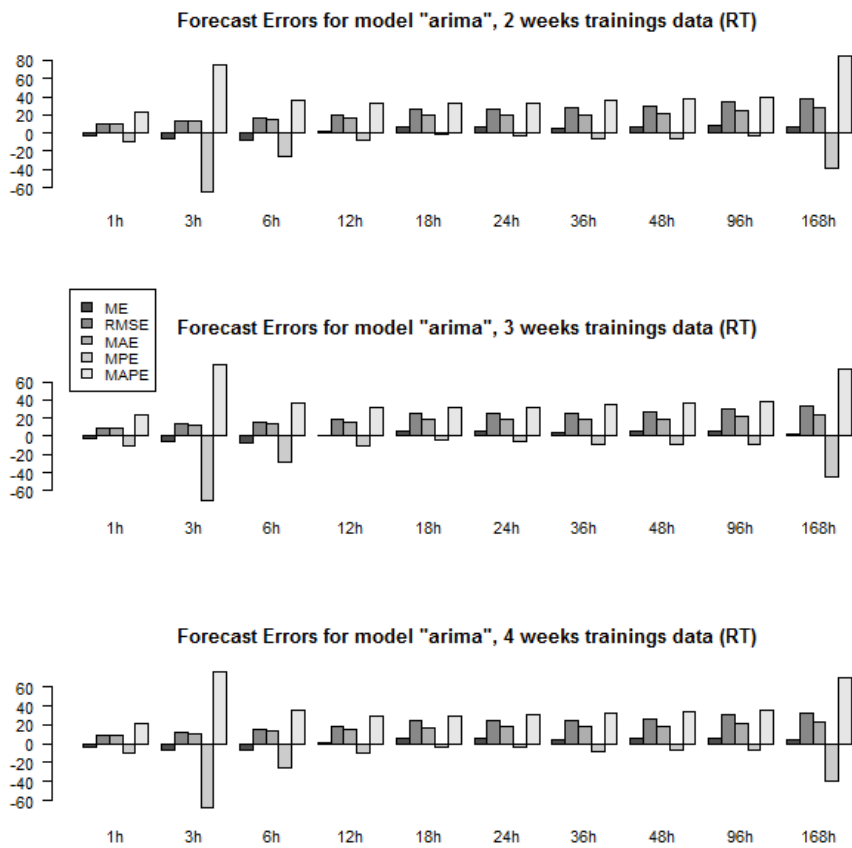 Forecast Errors for model "arima", 2 weeks trainings data (RT)
80
60
40
20
0
-20
-40
-60
1h 3h 6h 12h 18h 24h 36h 48h 96h 168h
ME
RMSE
MAE
MPE
MAPE
Forecast Errors for model "arima", 3 weeks trainings data (RT)
60
40
20
0
-20
-40
-60
1h 3h 6h 12h 18h 24h 36h 48h 96h 168h
Forecast Errors for model "arima", 4 weeks trainings data (RT)
60
40
20
0
-20
-40
-60
1h 3h 6h 12h 18h 24h 36h 48h 96h 168h